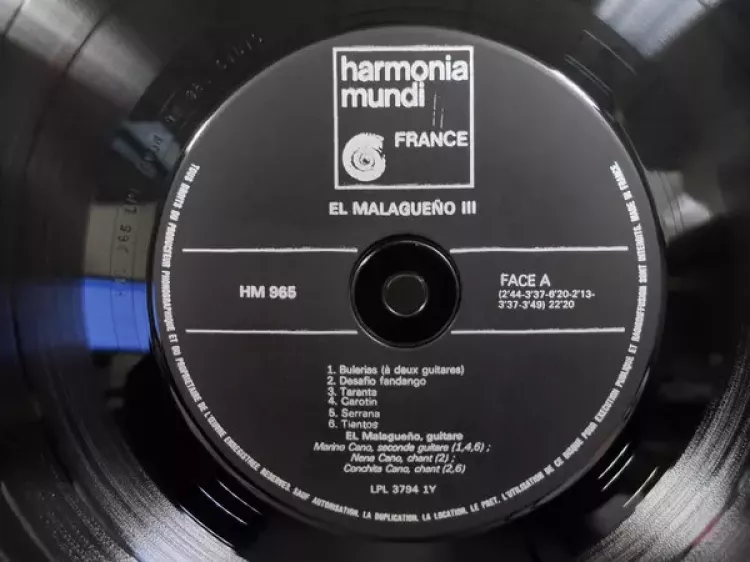 harmonia
mundi
FRANCE
EL MALAGUEÑO III
HM 965
FACE A
(2'44-3'37-6'20-2'13-
3'37-3'49) 22'20
1. Bulerias (à deux guitares)
2. Desafio fandango
3. Taranta
4. Garotin
5. Serrana
6. Tiantos
EL Malagueño, guitare
Marino Cano, seconde guitare (1,4,6) ;
Nena Cano, chant (2) ;
Conchita Cano, chant (2,6)
LPL 3794 1Y
TOUS DROITS DU PRODUCTEUR PHONOGRAPHIQUE ET DU PROPRIETAIRE DE L'ŒUVRE ENREGISTREE RESERVES. SAUF AUTORISATION, LA DUPLICATION, LA LOCATION, LE PRET, L'UTILISATION DE CE DISQUE POUR EXECUTION PUBLIQUE ET RADIODIFFUSION SONT INTERDITS. MADE IN FRANCE.